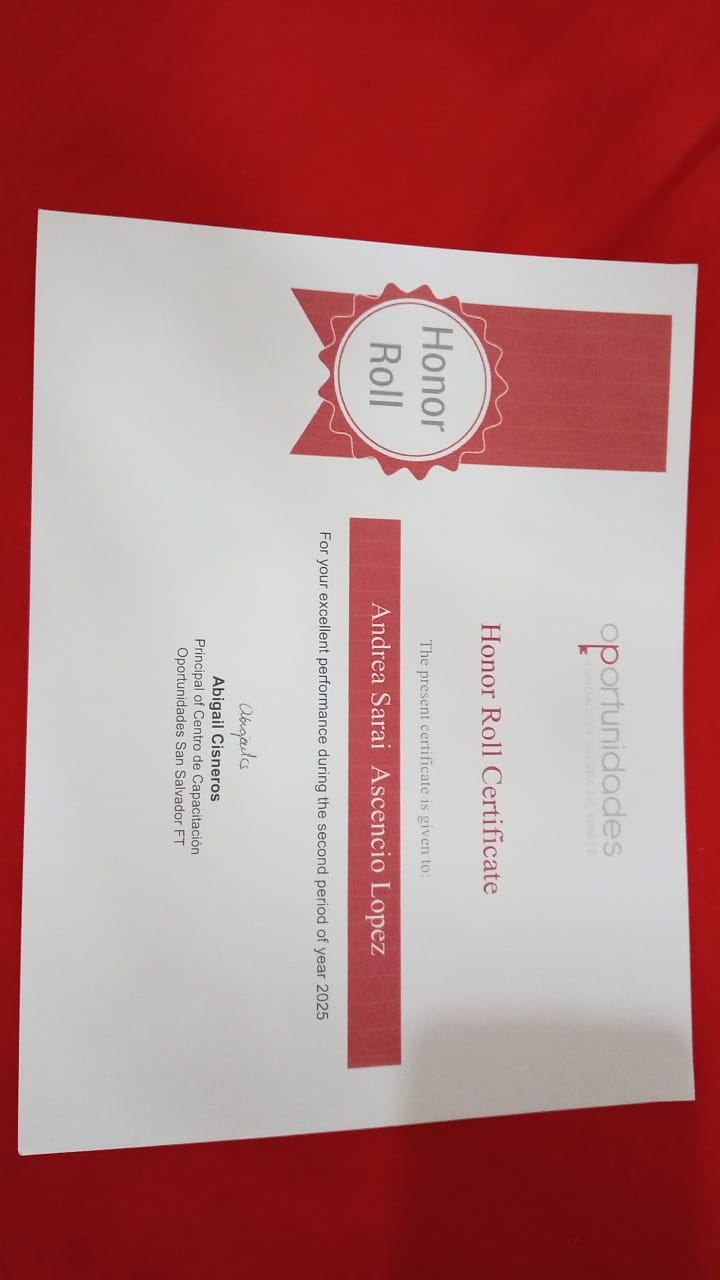 Honor
Roll
oportunidades
FUNDACIÓN GLORIA DE KRIETE
Honor Roll Certificate
The present certificate is given to:
Andrea Sarai Ascencio Lopez
For your excellent performance during the second period of year 2025
Abigail Cisneros
Principal of Centro de Capacitación
Oportunidades San Salvador FT